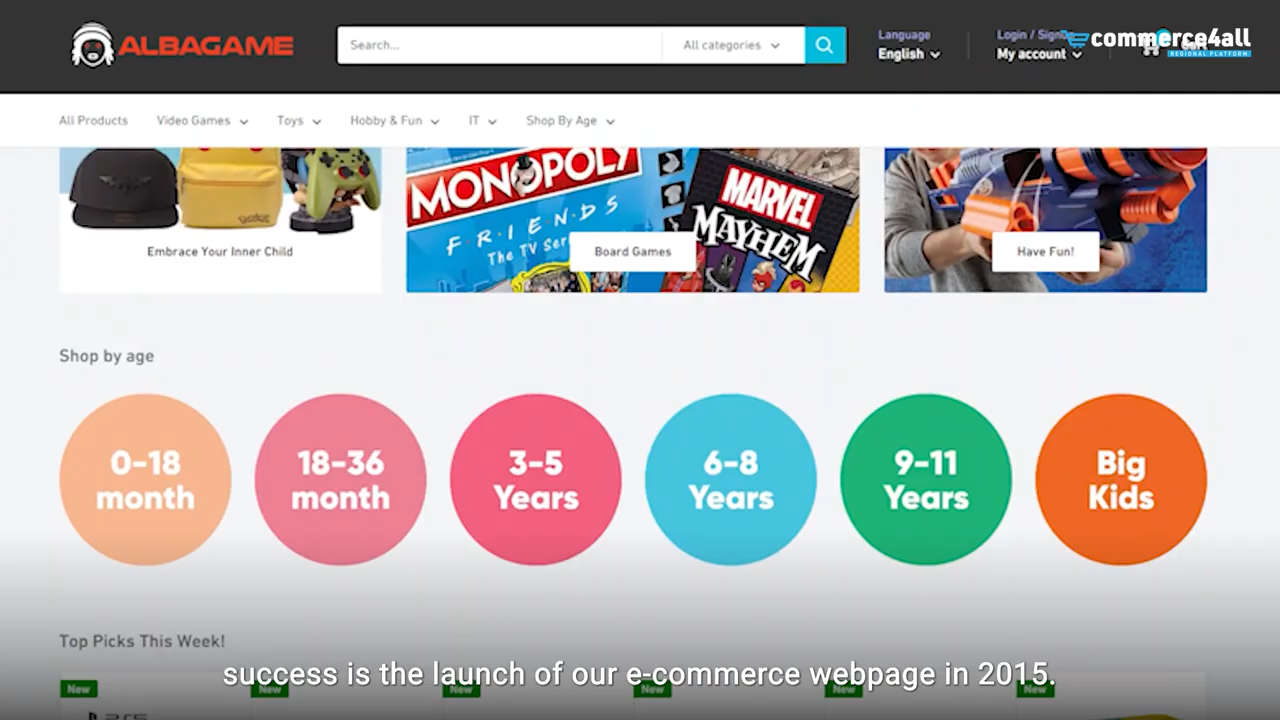 ALBAGAME
Search...
All categories
Language
English
Login / Signup
My account
commerce4all
REGIONAL PLATFORM
All Products
Video Games
Toys
Hobby & Fun
IT
Shop By Age
MONOPOLY
FRIENDS
The TV Ser
MARVEL
MAYHEM
Embrace Your Inner Child
Board Games
Have Fun!
Shop by age
0-18
month
18-36
month
3-5
Years
6-8
Years
9-11
Years
Big
Kids
Top Picks This Week!
success is the launch of our e-commerce webpage in 2015.
New
New
New
New
New
New
PS5